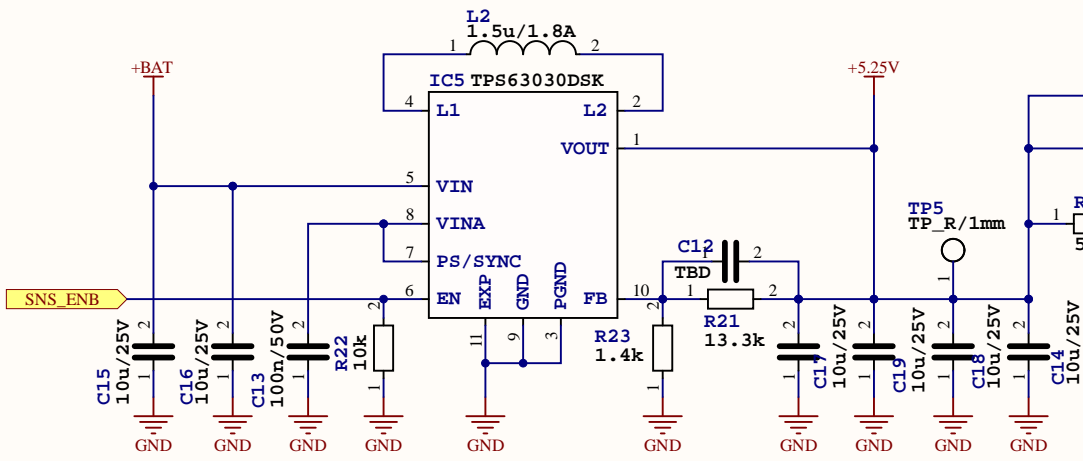 L2
1.5u/1.8A
1 2
+BAT
+5.25V
IC5 TPS63030DSK
4 L1 L2 2
VOUT 1
5 VIN
8 VINA
7 PS/SYNC
6 EN
EXP GND PGND
FB 10
11 9 3
SNS_ENB
TP5
TP_R/1mm
1
R
1
5
C12
1 2
TBD
1 2
R21
13.3k
2
R23
1.4k
1
2
C15
10u/25V
1
2
C16
10u/25V
1
2
C13
100n/50V
1
2
R22
10k
1
2
C17
10u/25V
1
2
C19
10u/25V
1
2
C18
10u/25V
1
2
C14
10u/25V
1
GND GND GND GND GND GND GND GND GND GND